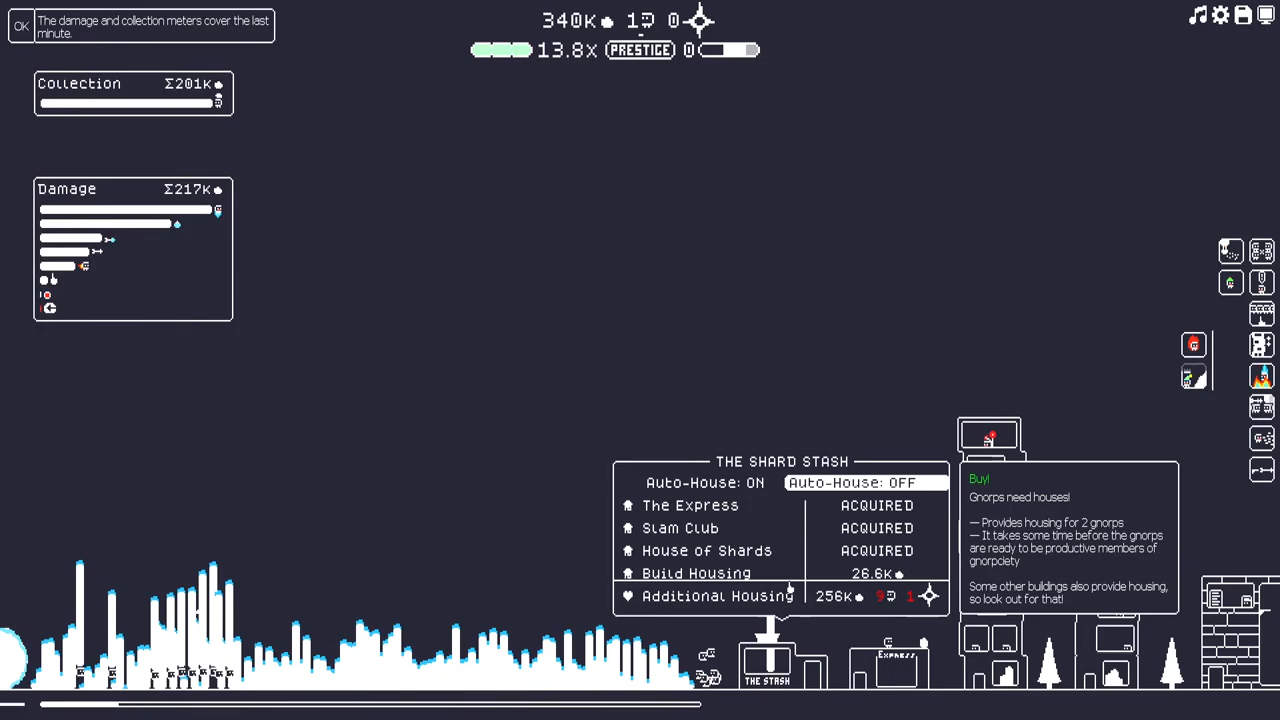 OK
The damage and collection meters cover the last
minute.
340K 1 0
13.8x PRESTIGE 0
Collection Σ201K
Damage Σ217K
THE SHARD STASH
Auto-House: ON Auto-House: OFF
The Express ACQUIRED
Slam Club ACQUIRED
House of Shards ACQUIRED
Build Housing 26.6K
Additional Housing 256K 9 1
Buy!
Gnorps need houses!
— Provides housing for 2 gnorps
— It takes some time before the gnorps
are ready to be productive members of
gnorpciety
Some other buildings also provide housing,
so look out for that!
THE STASH
EXPRESS